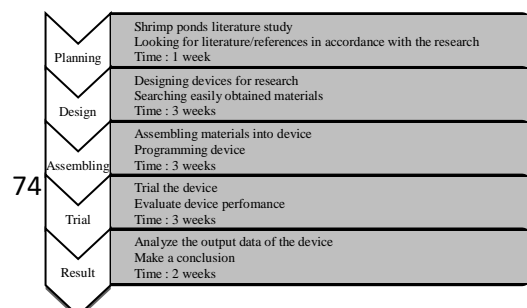 Planning
Shrimp ponds literature study
Looking for literature/references in accordance with the research
Time : 1 week
Design
Designing devices for research
Searching easily obtained materials
Time : 3 weeks
Assembling
Assembling materials into device
Programming device
Time : 3 weeks
74
Trial
Trial the device
Evaluate device perfomance
Time : 3 weeks
Result
Analyze the output data of the device
Make a conclusion
Time : 2 weeks